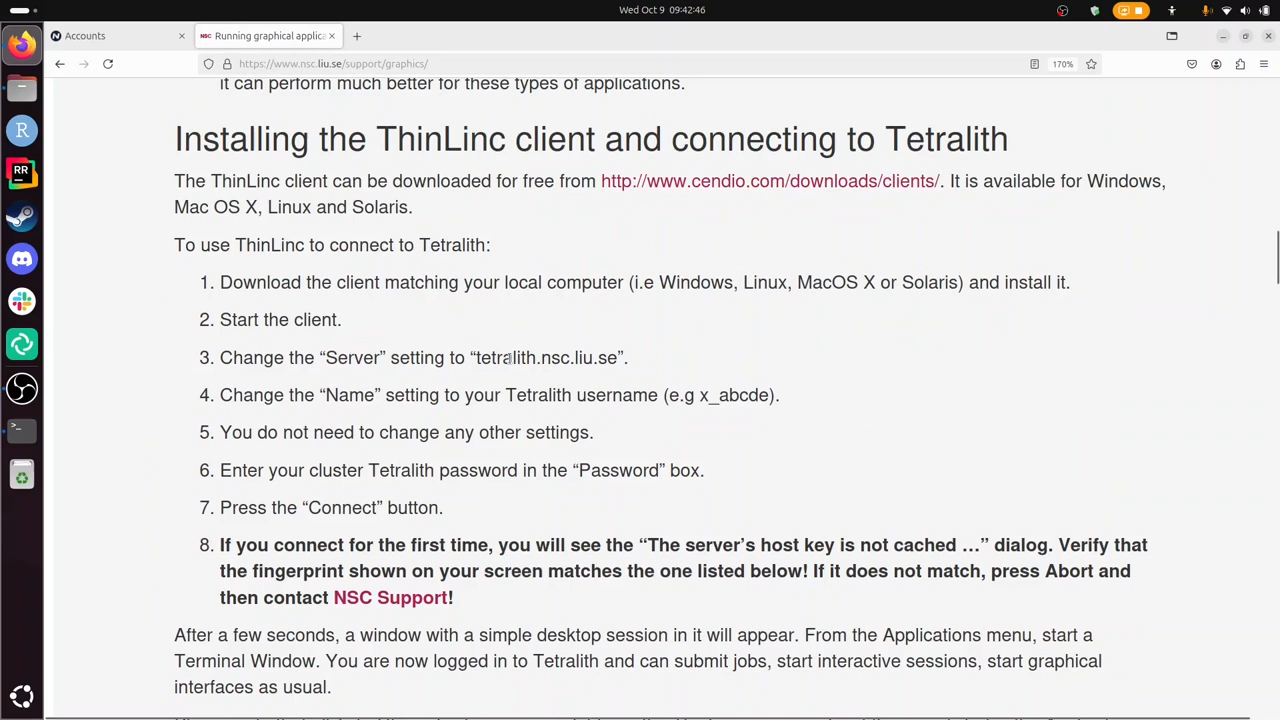 Wed Oct 9 09:42:46
Accounts
NSC Running graphical applica
https://www.nsc.liu.se/support/graphics/
170%
it can perform much better for these types of applications.
Installing the ThinLinc client and connecting to Tetralith
The ThinLinc client can be downloaded for free from http://www.cendio.com/downloads/clients/. It is available for Windows,
Mac OS X, Linux and Solaris.
To use ThinLinc to connect to Tetralith:
1. Download the client matching your local computer (i.e Windows, Linux, MacOS X or Solaris) and install it.
2. Start the client.
3. Change the “Server” setting to “tetralith.nsc.liu.se”.
4. Change the “Name” setting to your Tetralith username (e.g x_abcde).
5. You do not need to change any other settings.
6. Enter your cluster Tetralith password in the “Password” box.
7. Press the “Connect” button.
8. If you connect for the first time, you will see the “The server’s host key is not cached …” dialog. Verify that
the fingerprint shown on your screen matches the one listed below! If it does not match, press Abort and
then contact NSC Support!
After a few seconds, a window with a simple desktop session in it will appear. From the Applications menu, start a
Terminal Window. You are now logged in to Tetralith and can submit jobs, start interactive sessions, start graphical
interfaces as usual.